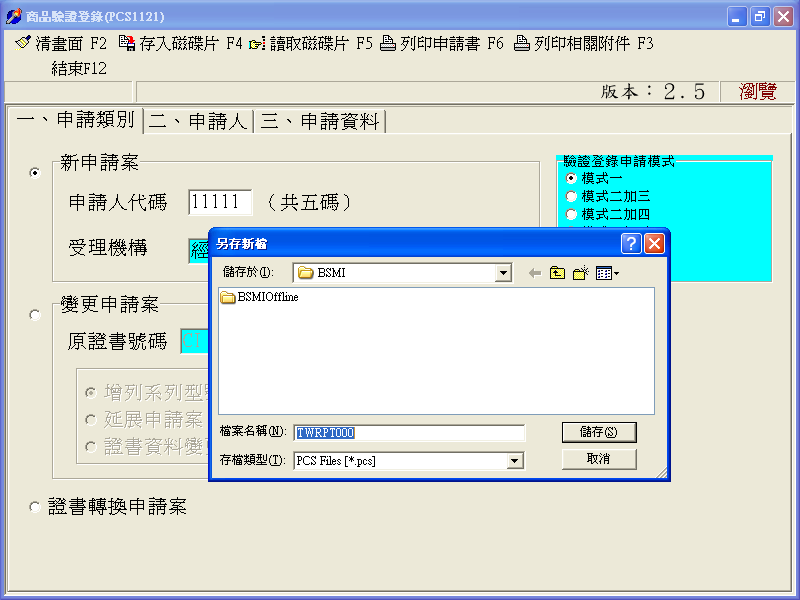 商品驗證登錄(PCS1121)
清畫面 F2 存入磁碟片 F4 讀取磁碟片 F5 列印申請書 F6 列印相關附件 F3
結束F12
版本：2.5 瀏覽
一、申請類別 二、申請人 三、申請資料
新申請案
申請人代碼 11111 （共五碼）
受理機構 經
驗證登錄申請模式
模式一
模式二加三
模式二加四
另存新檔
儲存於(I): BSMI
BSMIOffline
檔案名稱(N): TWRPT000 儲存(S)
存檔類型(T): PCS Files [*.pcs] 取消
變更申請案
原證書號碼 CI
增列系列型
延展申請案
證書資料變
證書轉換申請案